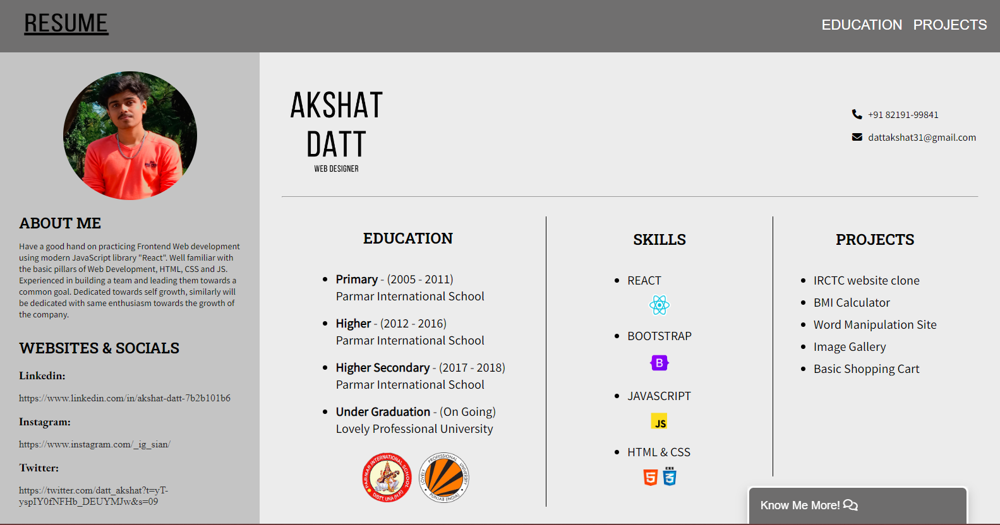 RESUME
EDUCATION PROJECTS
AKSHAT
DATT
WEB DESIGNER
+91 82191-99841
dattakshat31@gmail.com
ABOUT ME
Have a good hand on practicing Frontend Web development
using modern JavaScript library "React". Well familiar with
the basic pillars of Web Development, HTML, CSS and JS.
Experienced in building a team and leading them towards a
common goal. Dedicated towards self growth, similarly will
be dedicated with same enthusiasm towards the growth of
the company.
WEBSITES & SOCIALS
Linkedin:
https://www.linkedin.com/in/akshat-datt-7b2b101b6
Instagram:
https://www.instagram.com/_ig_sian/
Twitter:
https://twitter.com/datt_akshat?t=yT-
yspIY0fNFHb_DEUYMJw&s=09
EDUCATION
Primary - (2005 - 2011)
Parmar International School
Higher - (2012 - 2016)
Parmar International School
Higher Secondary - (2017 - 2018)
Parmar International School
Under Graduation - (On Going)
Lovely Professional University
PARMAR INTERNATIONAL SCHOOL
DISTT. UNA (H.P.)
LOVELY PROFESSIONAL UNIVERSITY
PUNJAB (INDIA)
SKILLS
REACT
BOOTSTRAP
B
JAVASCRIPT
JS
HTML & CSS
5
CSS
3
PROJECTS
IRCTC website clone
BMI Calculator
Word Manipulation Site
Image Gallery
Basic Shopping Cart
Know Me More!